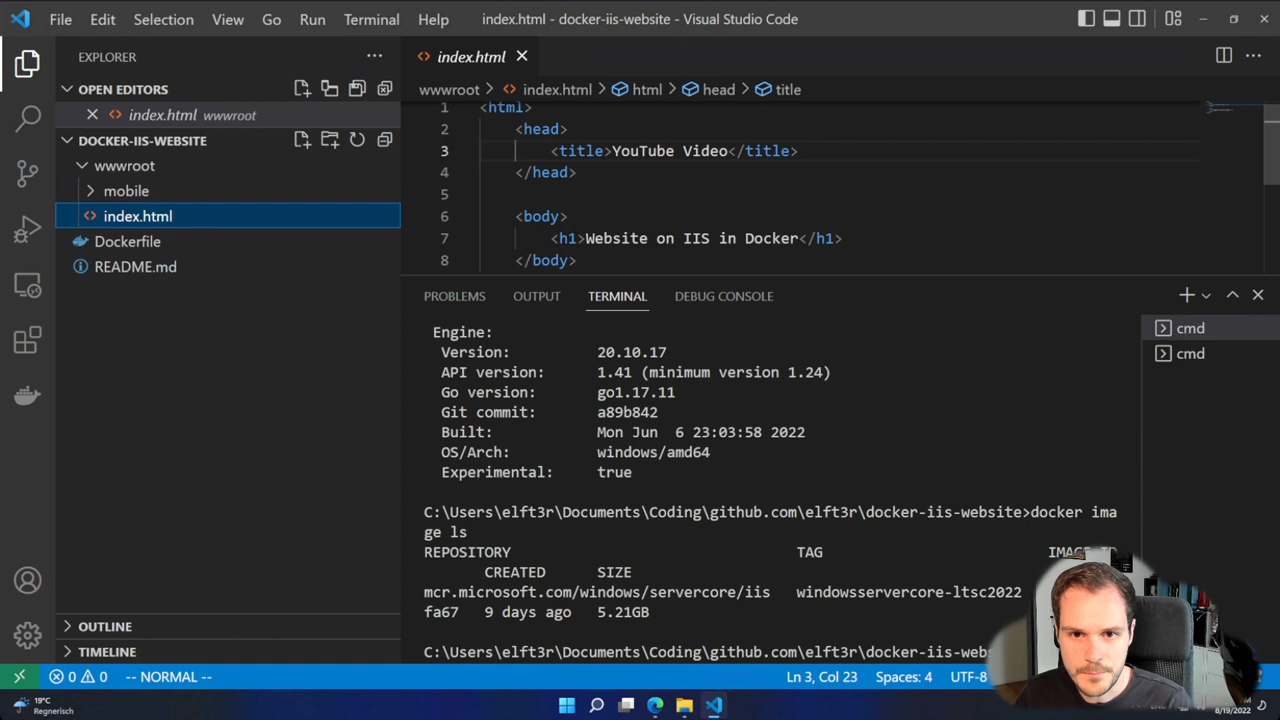 File Edit Selection View Go Run Terminal Help index.html - docker-iis-website - Visual Studio Code
EXPLORER
OPEN EDITORS
index.html wwwroot
DOCKER-IIS-WEBSITE
wwwroot
mobile
index.html
Dockerfile
README.md
OUTLINE
TIMELINE
index.html
wwwroot > index.html > html > head > title
1 <html>
2 <head>
3 <title>YouTube Video</title>
4 </head>
5
6 <body>
7 <h1>Website on IIS in Docker</h1>
8 </body>
PROBLEMS OUTPUT TERMINAL DEBUG CONSOLE
cmd
cmd
Engine:
Version: 20.10.17
API version: 1.41 (minimum version 1.24)
Go version: go1.17.11
Git commit: a89b842
Built: Mon Jun 6 23:03:58 2022
OS/Arch: windows/amd64
Experimental: true
C:\Users\elft3r\Documents\Coding\github.com\elft3r\docker-iis-website>docker ima
ge ls
REPOSITORY TAG IMAGE ID
CREATED SIZE
mcr.microsoft.com/windows/servercore/iis windowsservercore-ltsc2022
fa67 9 days ago 5.21GB
C:\Users\elft3r\Documents\Coding\github.com\elft3r\docker-iis-we
0 0 -- NORMAL -- Ln 3, Col 23 Spaces: 4 UTF-8
19°C
Regnerisch
8/19/2022